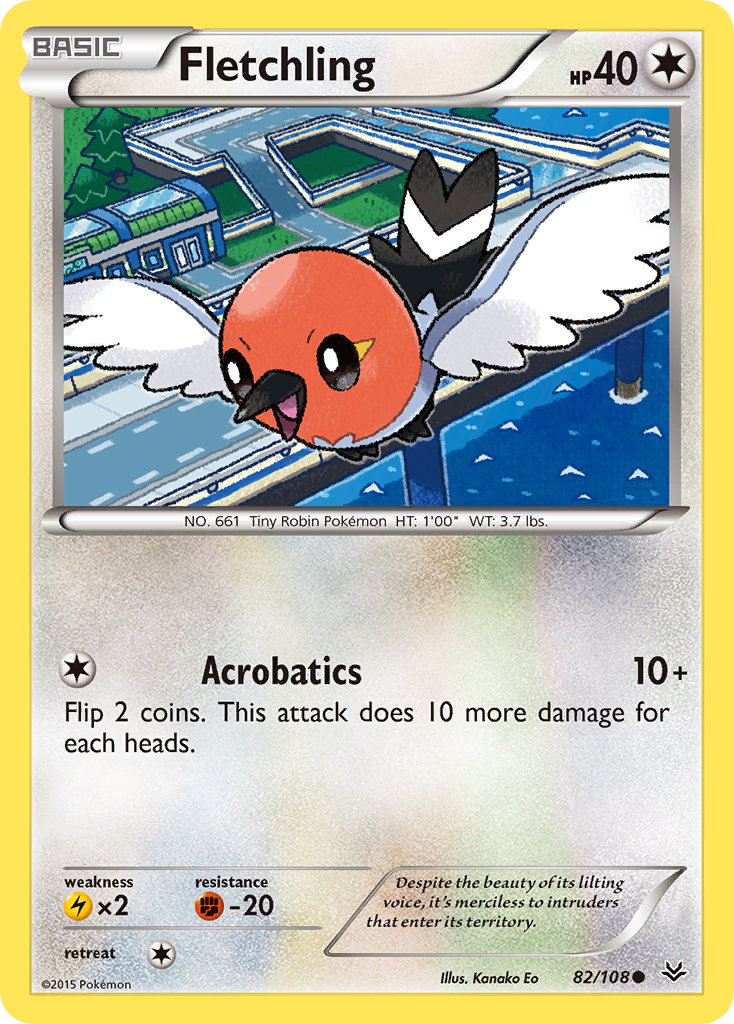 BASIC
Fletchling
HP40
NO. 661 Tiny Robin Pokémon HT: 1'00" WT: 3.7 lbs.
Acrobatics 10+
Flip 2 coins. This attack does 10 more damage for
each heads.
weakness resistance
×2 -20
retreat
Despite the beauty of its lilting
voice, it's merciless to intruders
that enter its territory.
©2015 Pokémon
Illus. Kanako Eo 82/108